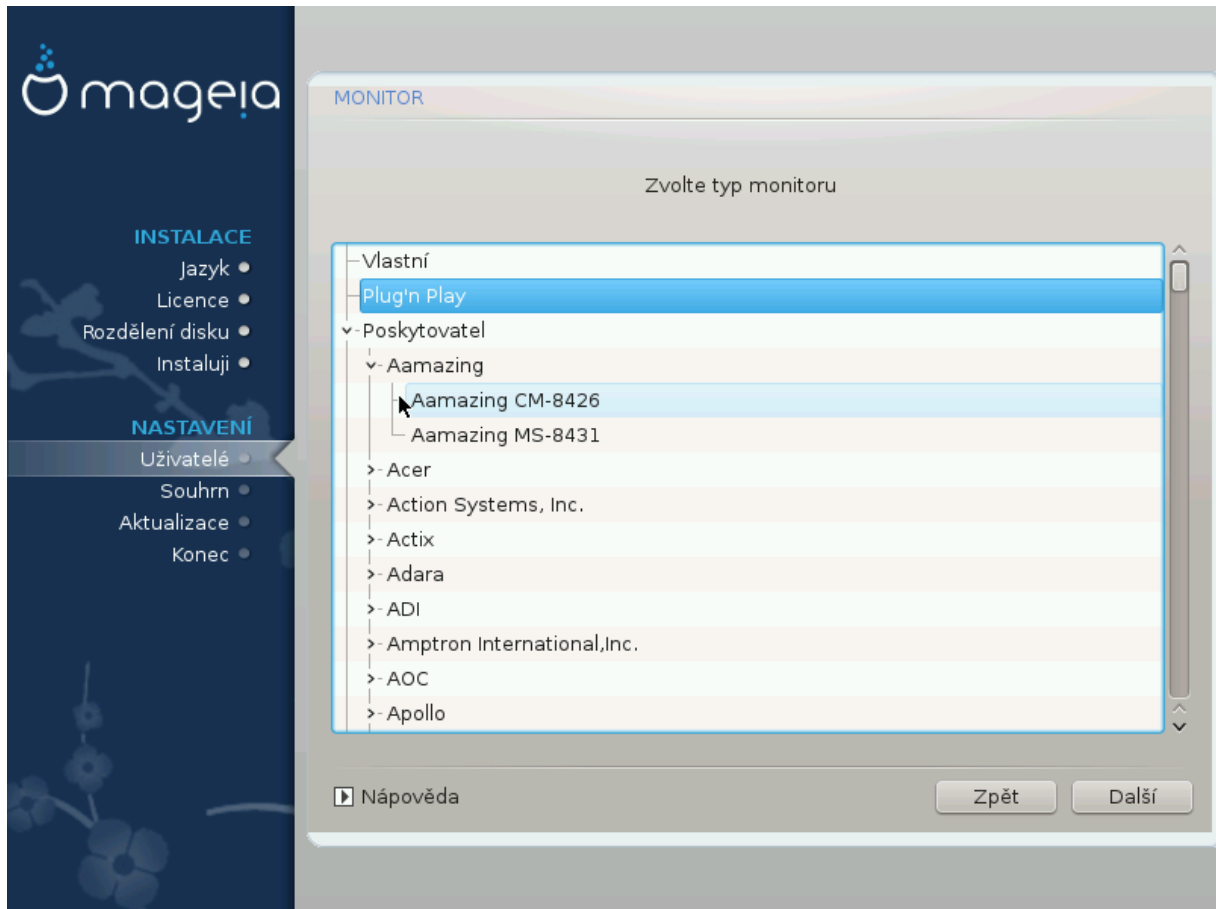 mageia
INSTALACE
Jazyk
Licence
Rozdělení disku
Instaluji
NASTAVENÍ
Uživatelé
Souhrn
Aktualizace
Konec
MONITOR
Zvolte typ monitoru
Vlastní
Plug'n Play
Poskytovatel
Aamazing
Aamazing CM-8426
Aamazing MS-8431
Acer
Action Systems, Inc.
Actix
Adara
ADI
Amptron International,Inc.
AOC
Apollo
Nápověda
Zpět
Další